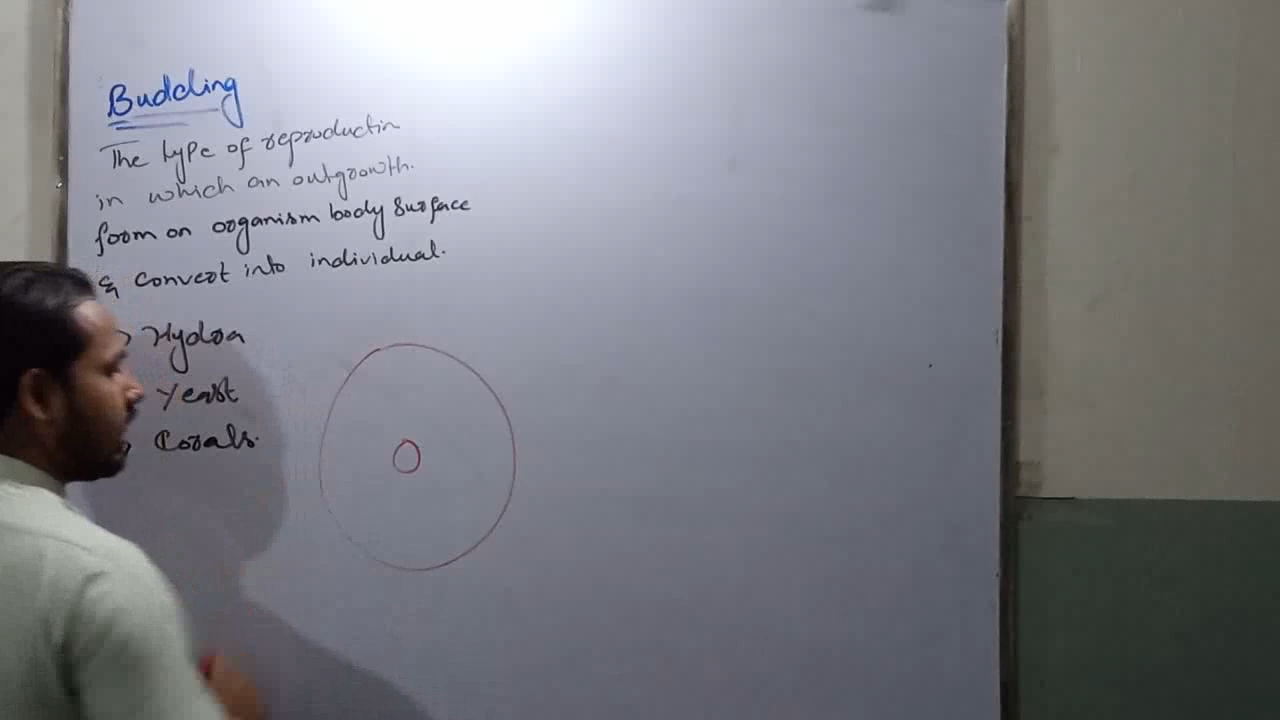 Budding
The type of reproductin
in which an outgrowth.
form on organism body surface
& convert into individual.
Hydra
Yeast
Corals.